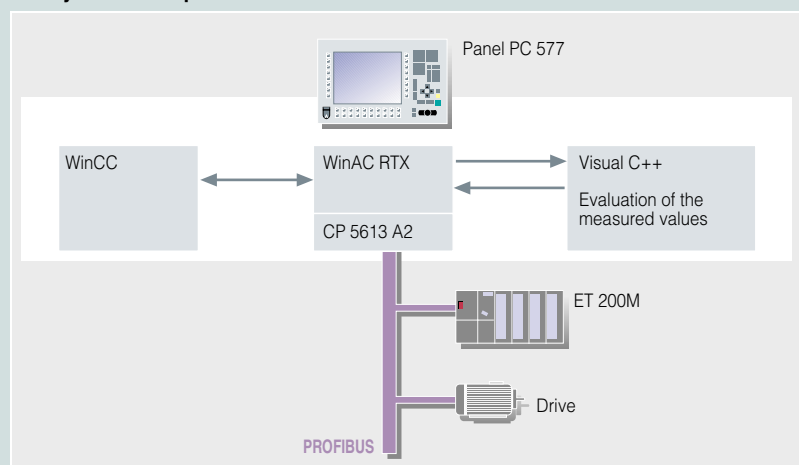 Panel PC 577
WinCC
WinAC RTX
Visual C++
Evaluation of the
measured values
CP 5613 A2
ET 200M
Drive
PROFIBUS